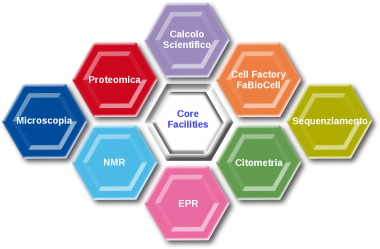 Calcolo
Scientifico
Proteomica
Cell Factory
FaBioCell
Microscopia
Core
Facilities
Sequenziamento
NMR
Citometria
EPR